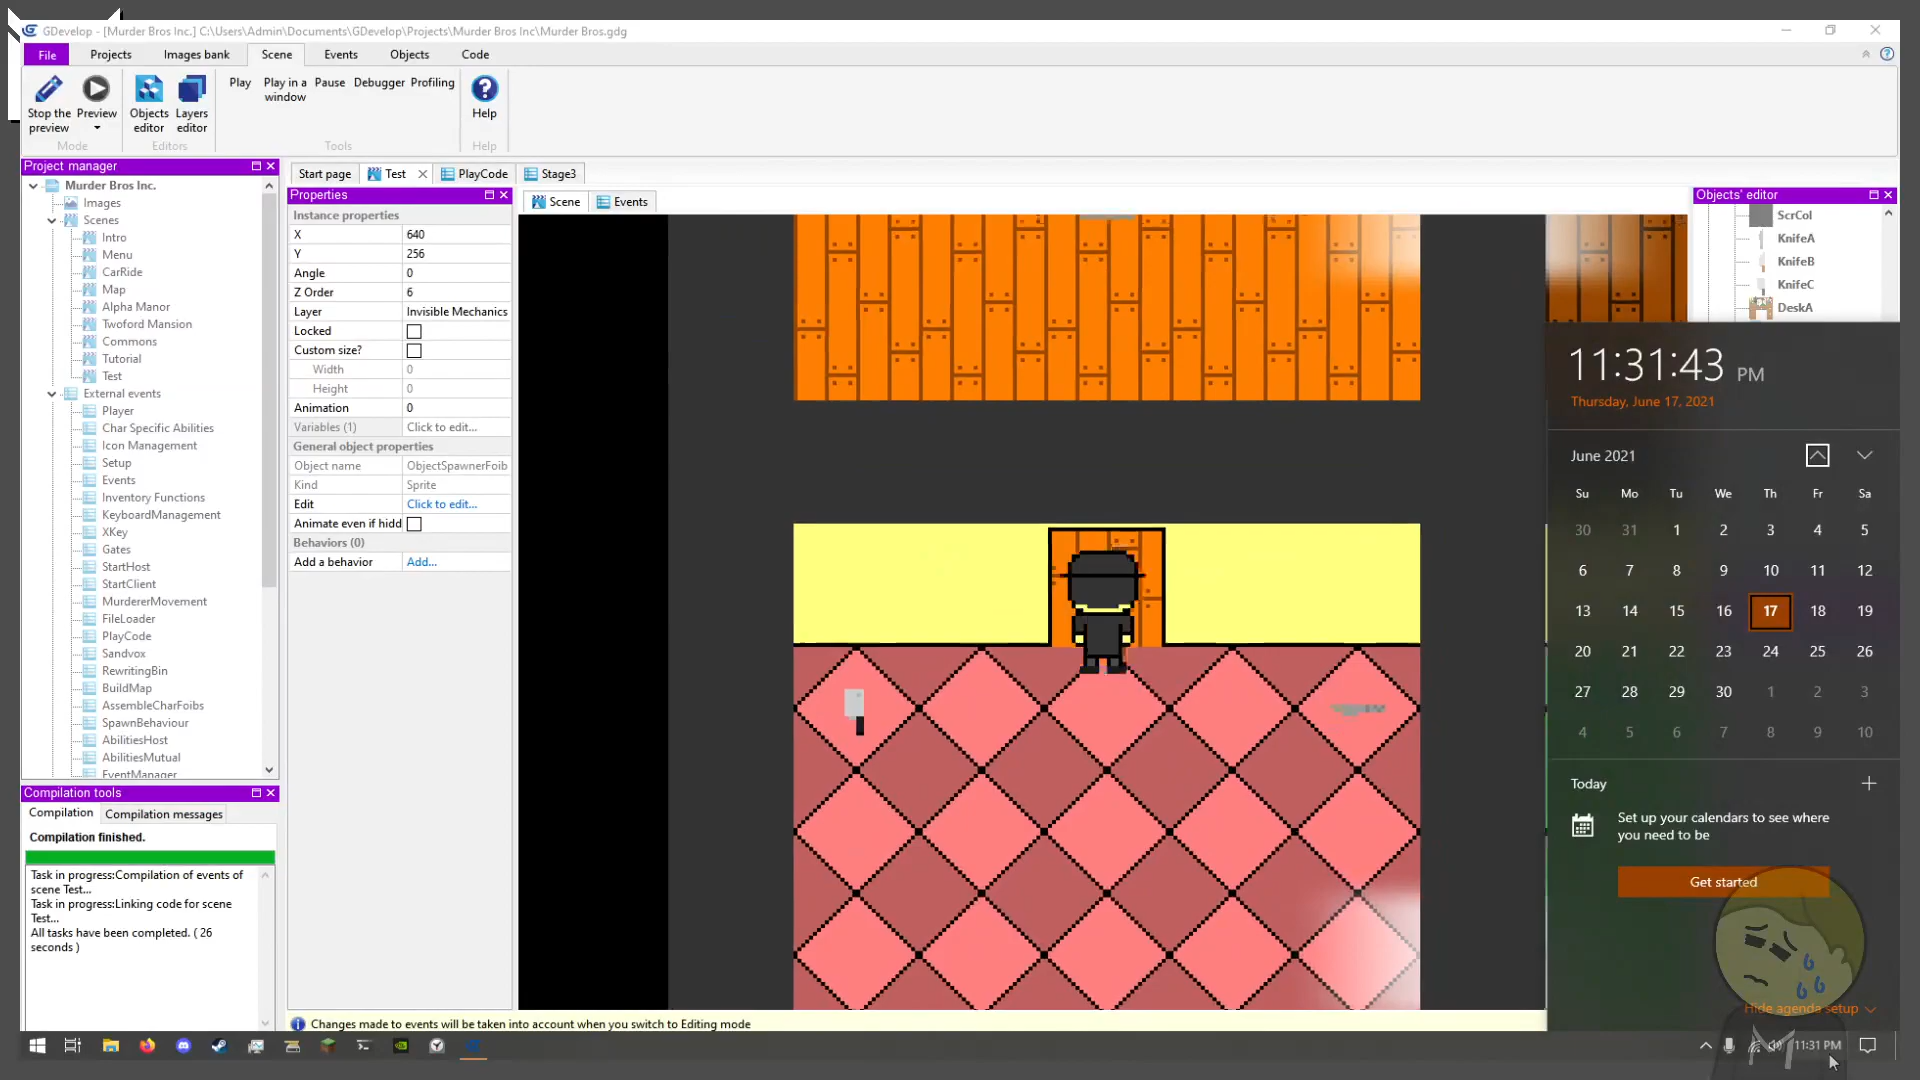 GDevelop - [Murder Bros Inc.] C:\Users\Admin\Documents\GDevelop\Projects\Murder Bros Inc\Murder Bros.gdg
File
Projects
Images bank
Scene
Events
Objects
Code
Stop the preview
Preview
Objects editor
Layers editor
Play
Play in a window
Pause
Debugger
Profiling
Help
Mode
Editors
Tools
Help
Project manager
Murder Bros Inc.
Images
Scenes
Intro
Menu
CarRide
Map
Alpha Manor
Twoford Mansion
Commons
Tutorial
Test
External events
Player
Char Specific Abilities
Icon Management
Setup
Events
Inventory Functions
KeyboardManagement
XKey
Gates
StartHost
StartClient
MurdererMovement
FileLoader
PlayCode
Sandvox
RewritingBin
BuildMap
AssembleCharFoibs
SpawnBehaviour
AbilitiesHost
AbilitiesMutual
EventManager
Compilation tools
Compilation
Compilation messages
Compilation finished.
Task in progress:Compilation of events of
scene Test...
Task in progress:Linking code for scene
Test...
All tasks have been completed. ( 26
seconds )
Start page
Test
PlayCode
Stage3
Properties
Instance properties
X 640
Y 256
Angle 0
Z Order 6
Layer Invisible Mechanics
Locked
Custom size?
Width 0
Height 0
Animation 0
Variables (1) Click to edit...
General object properties
Object name ObjectSpawnerFoib
Kind Sprite
Edit Click to edit...
Animate even if hidd
Behaviors (0)
Add a behavior Add...
Scene
Events
Changes made to events will be taken into account when you switch to Editing mode
Objects' editor
ScrCol
KnifeA
KnifeB
KnifeC
DeskA
11:31:43 PM
Thursday, June 17, 2021
June 2021
Su Mo Tu We Th Fr Sa
30 31 1 2 3 4 5
6 7 8 9 10 11 12
13 14 15 16 17 18 19
20 21 22 23 24 25 26
27 28 29 30 1 2 3
4 5 6 7 8 9 10
Today
Set up your calendars to see where
you need to be
Get started
Hide agenda setup
11:31 PM